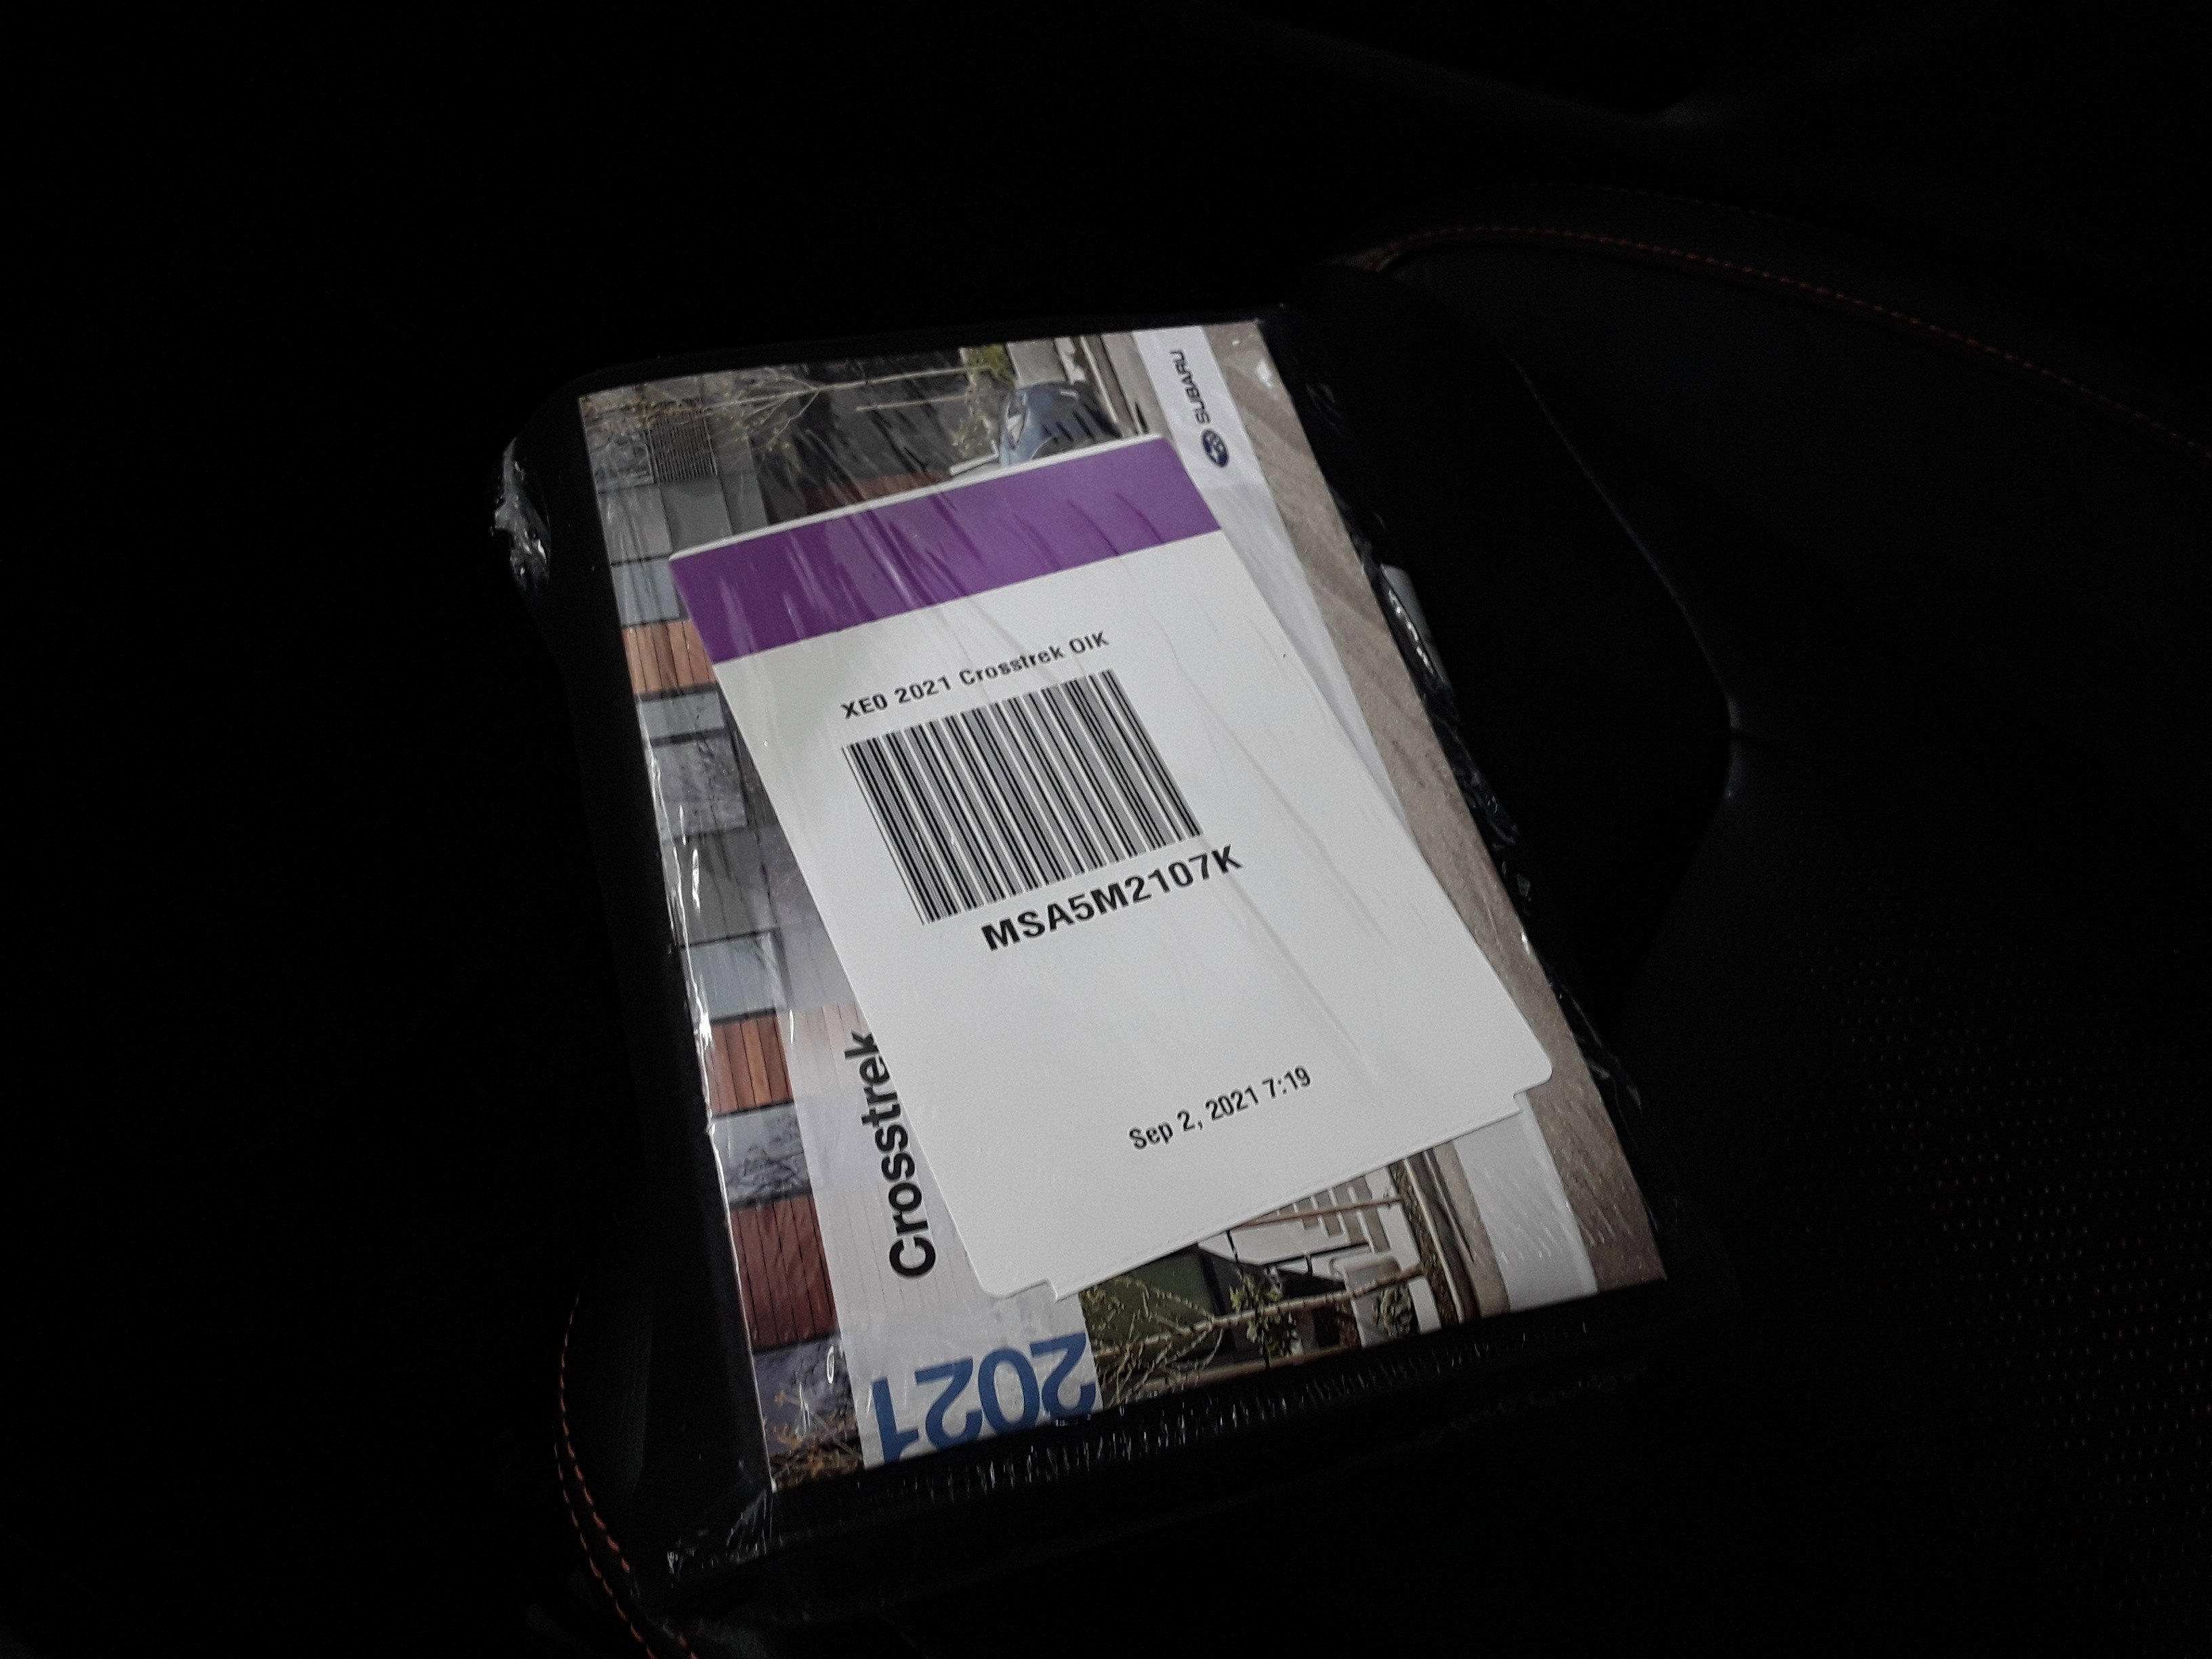 SUBARU
XE0 2021 Crosstrek OIK
MSA5M2107K
Sep 2, 2021 7:19
Crosstrek
2021